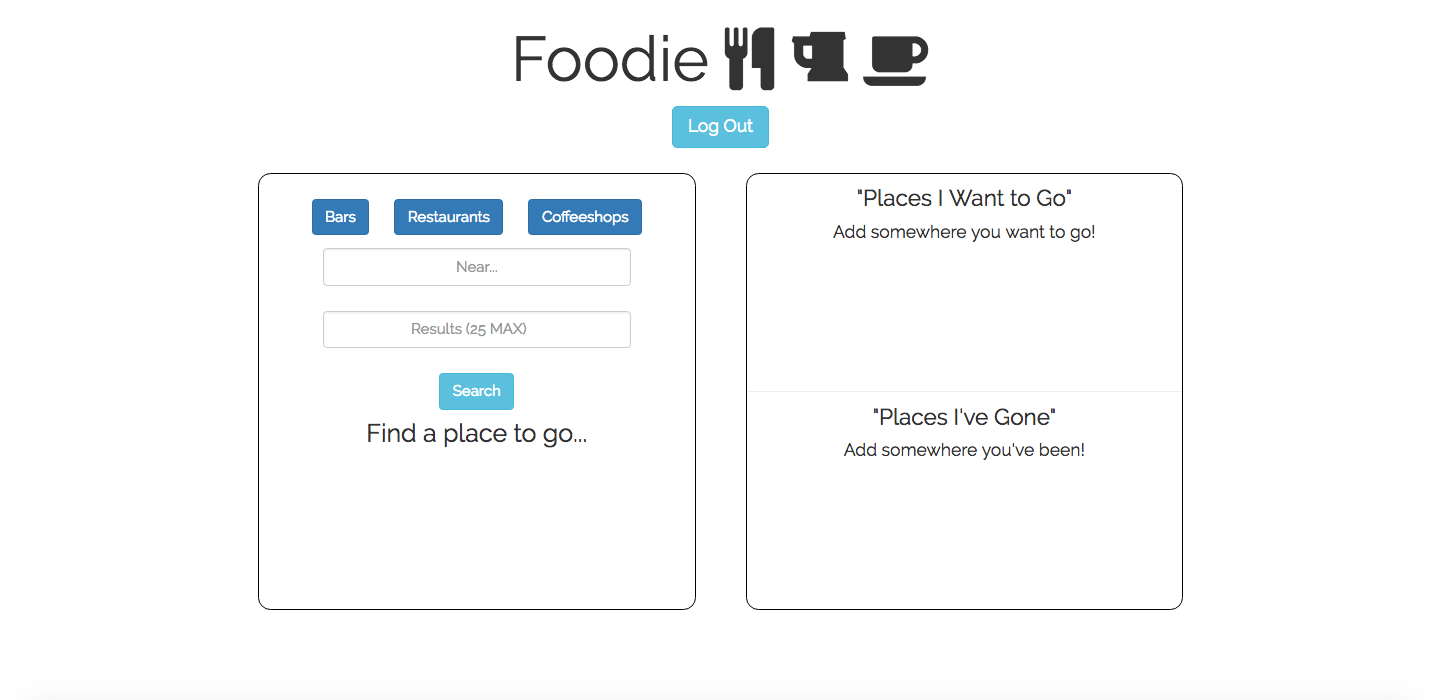 Foodie
Log Out
Bars Restaurants Coffeeshops
Near...
Results (25 MAX)
Search
Find a place to go...
"Places I Want to Go"
Add somewhere you want to go!
"Places I've Gone"
Add somewhere you've been!